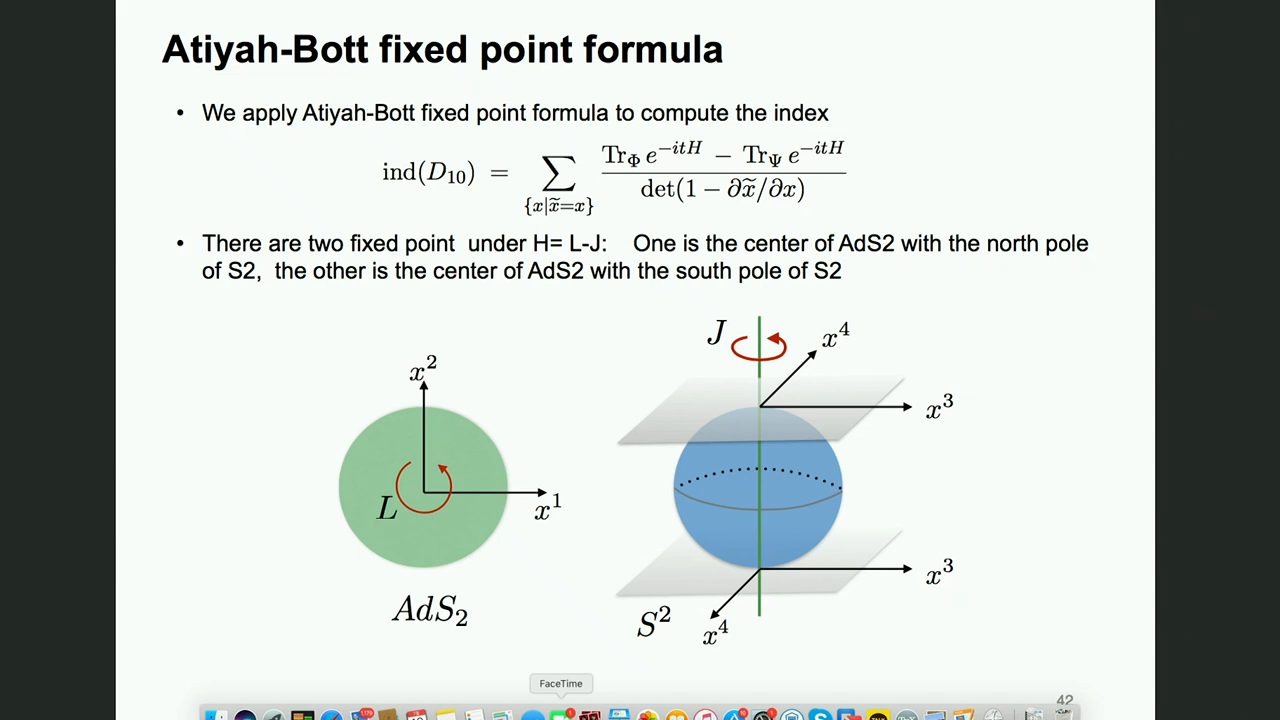 Atiyah-Bott fixed point formula
• We apply Atiyah-Bott fixed point formula to compute the index
ind(D₁₀) = ∑_{x|x̃=x} (Tr_Φ e^{−itH} − Tr_Ψ e^{−itH}) / det(1 − ∂x̃/∂x)
• There are two fixed point under H= L-J: One is the center of AdS2 with the north pole
of S2, the other is the center of AdS2 with the south pole of S2
J
x⁴
x²
x³
L
x¹
x³
AdS₂
S²
x⁴
FaceTime
42